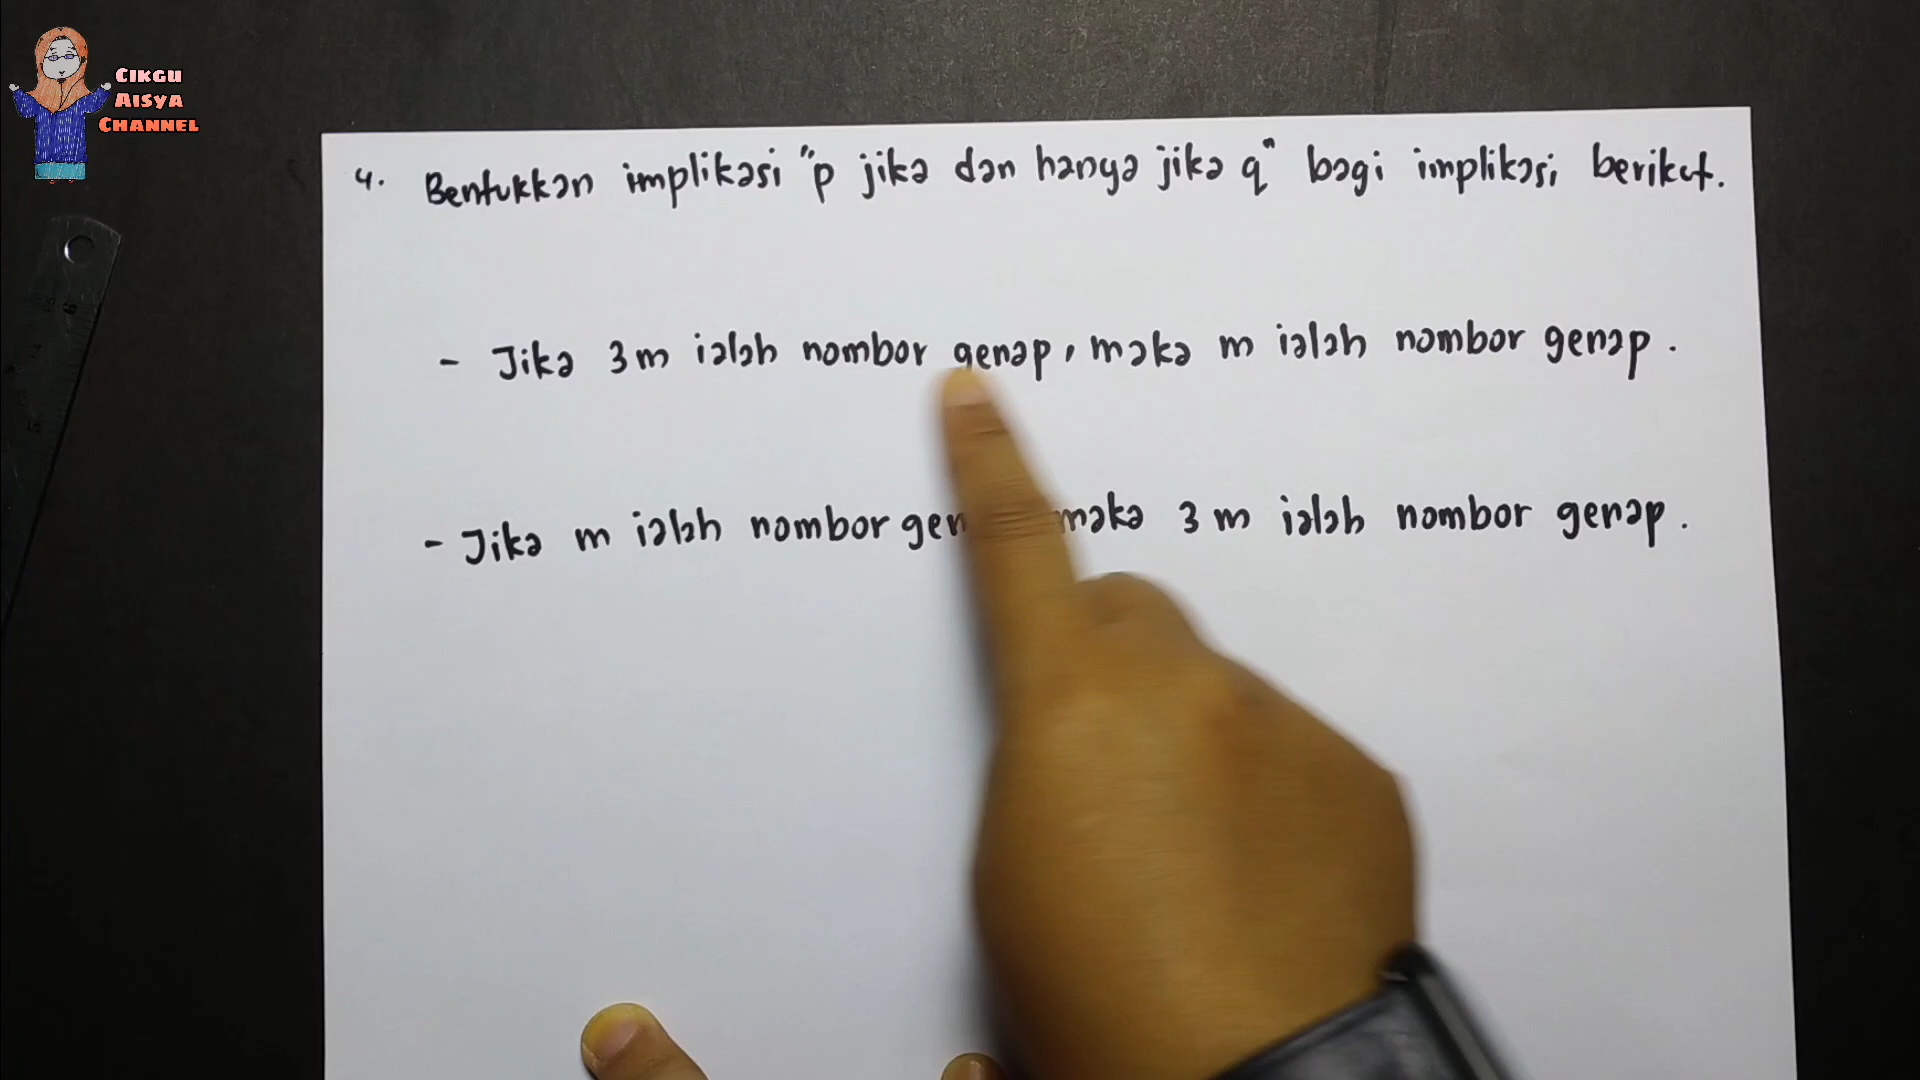 Cikgu
Aisya
Channel
4. Bentukkan implikasi "p jika dan hanya jika q" bagi implikasi berikut.
- Jika 3m ialah nombor genap, maka m ialah nombor genap.
- Jika m ialah nombor gen maka 3m ialah nombor genap.